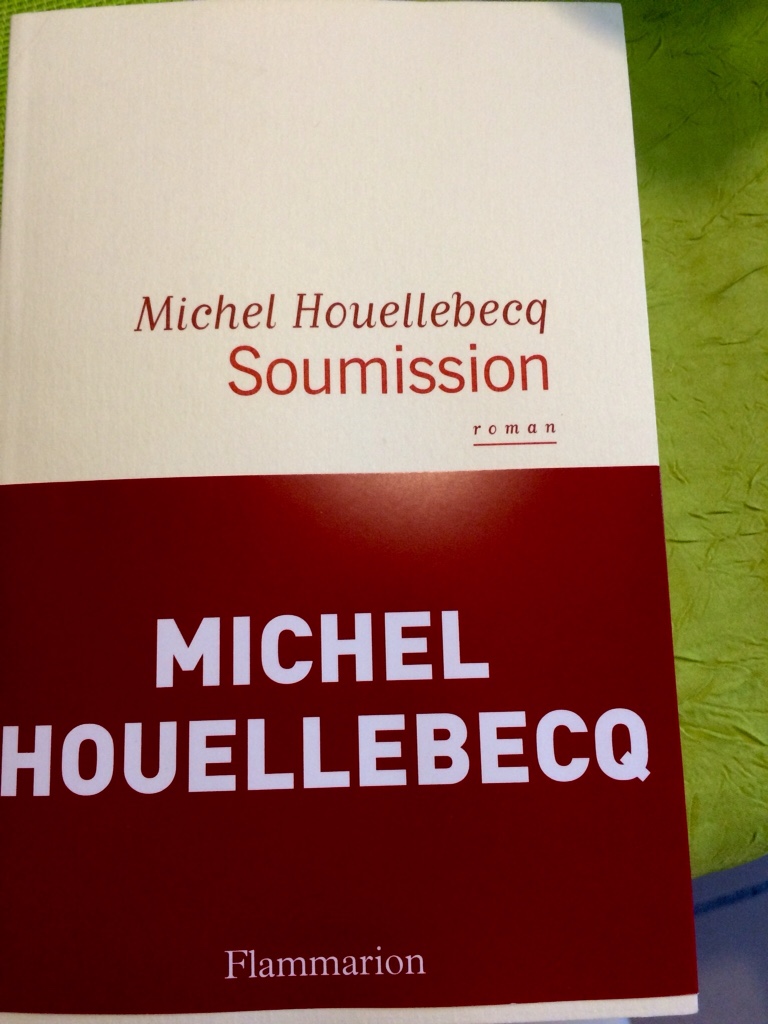 Michel Houellebecq
Soumission
roman
MICHEL
HOUELLEBECQ
Flammarion